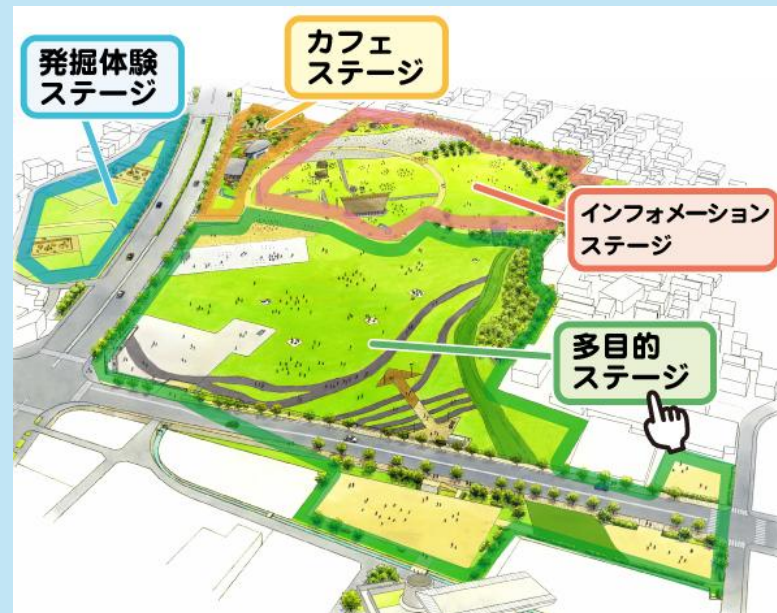 発掘体験
ステージ
カフェ
ステージ
インフォメーション
ステージ
多目的
ステージ